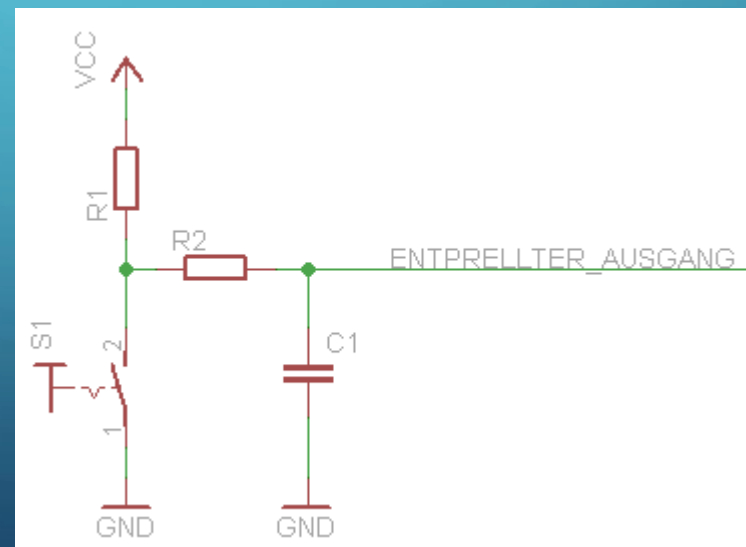 VCC
R1
R2
ENTPRELLTER_AUSGANG
S1
2
1
C1
GND
GND